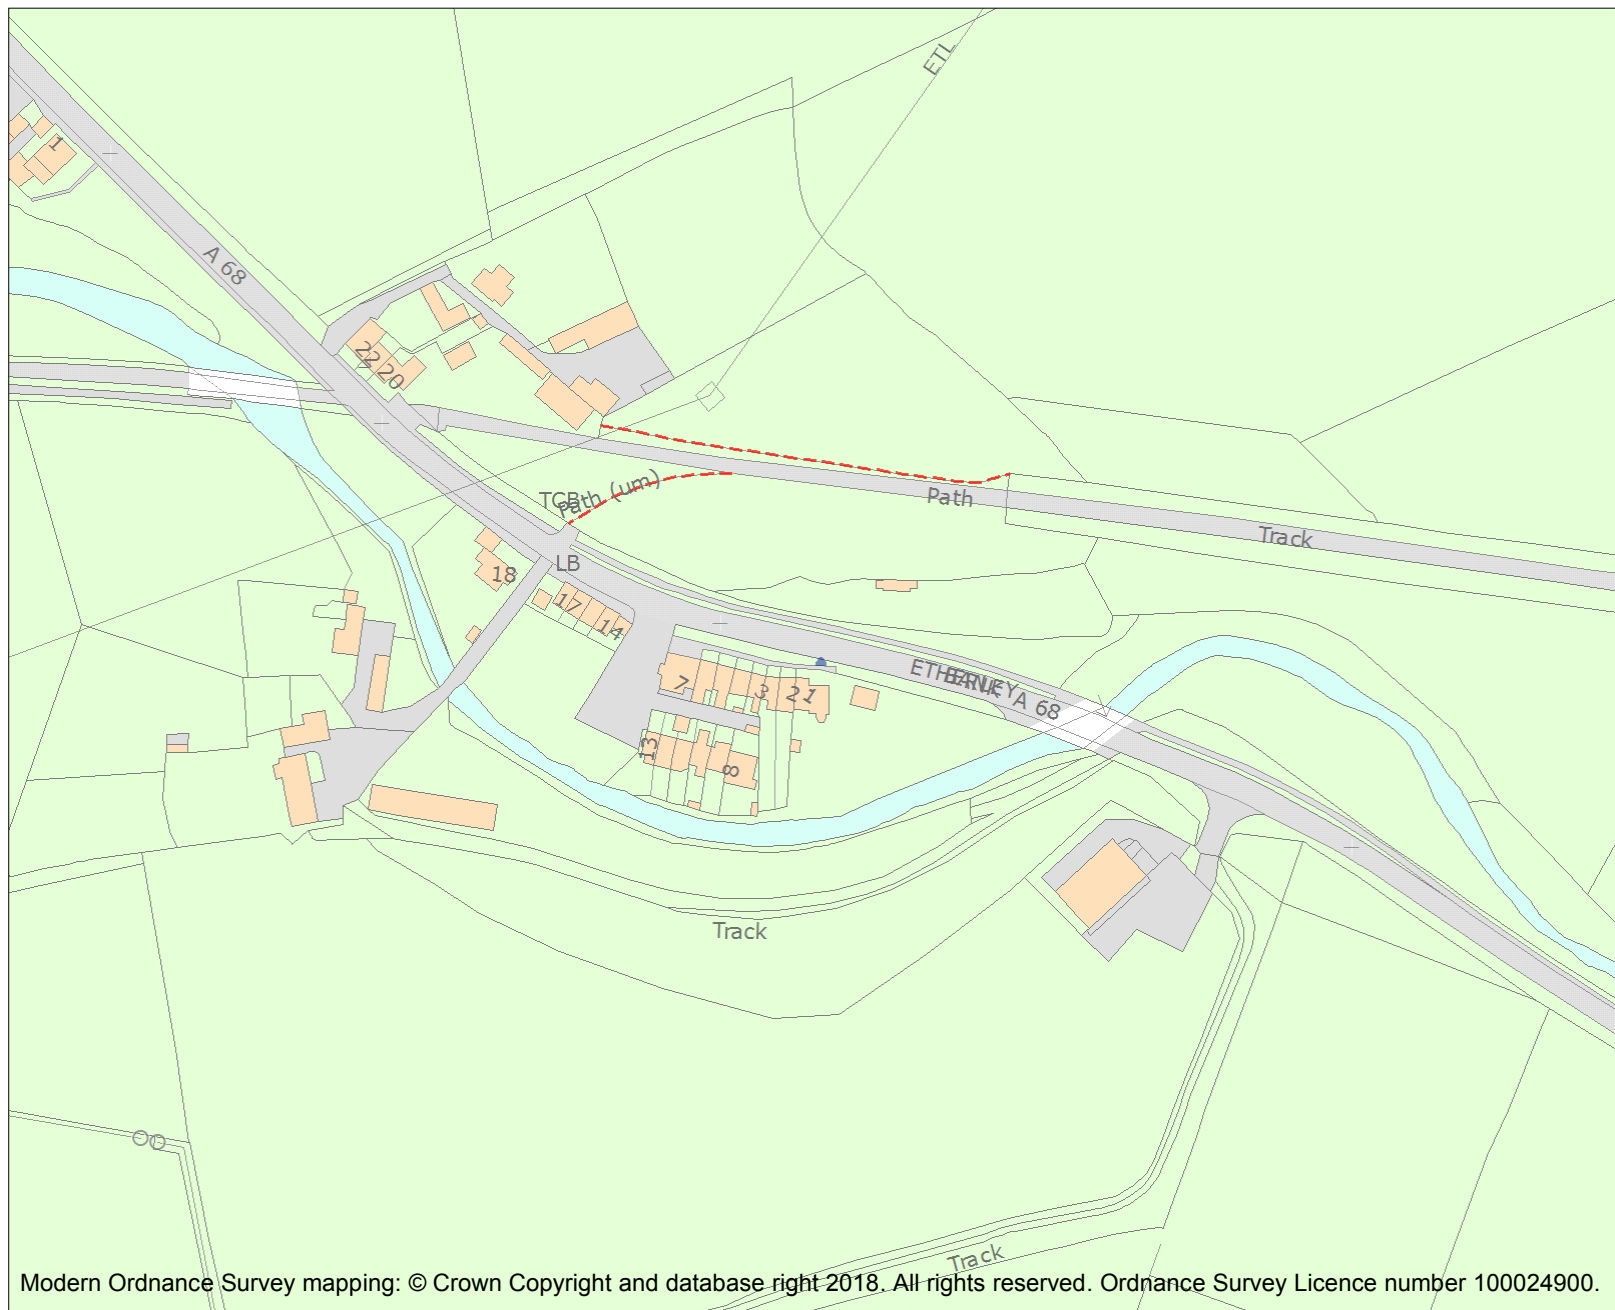 ETL
1
A 68
22
20
TCB
Path (um)
Path
Track
LB
18
17
14
7
3
2
1
ETHERLEY
BANK
A 68
13
8
Track
Track
Modern Ordnance Survey mapping: © Crown Copyright and database right 2018. All rights reserved. Ordnance Survey Licence number 100024900.